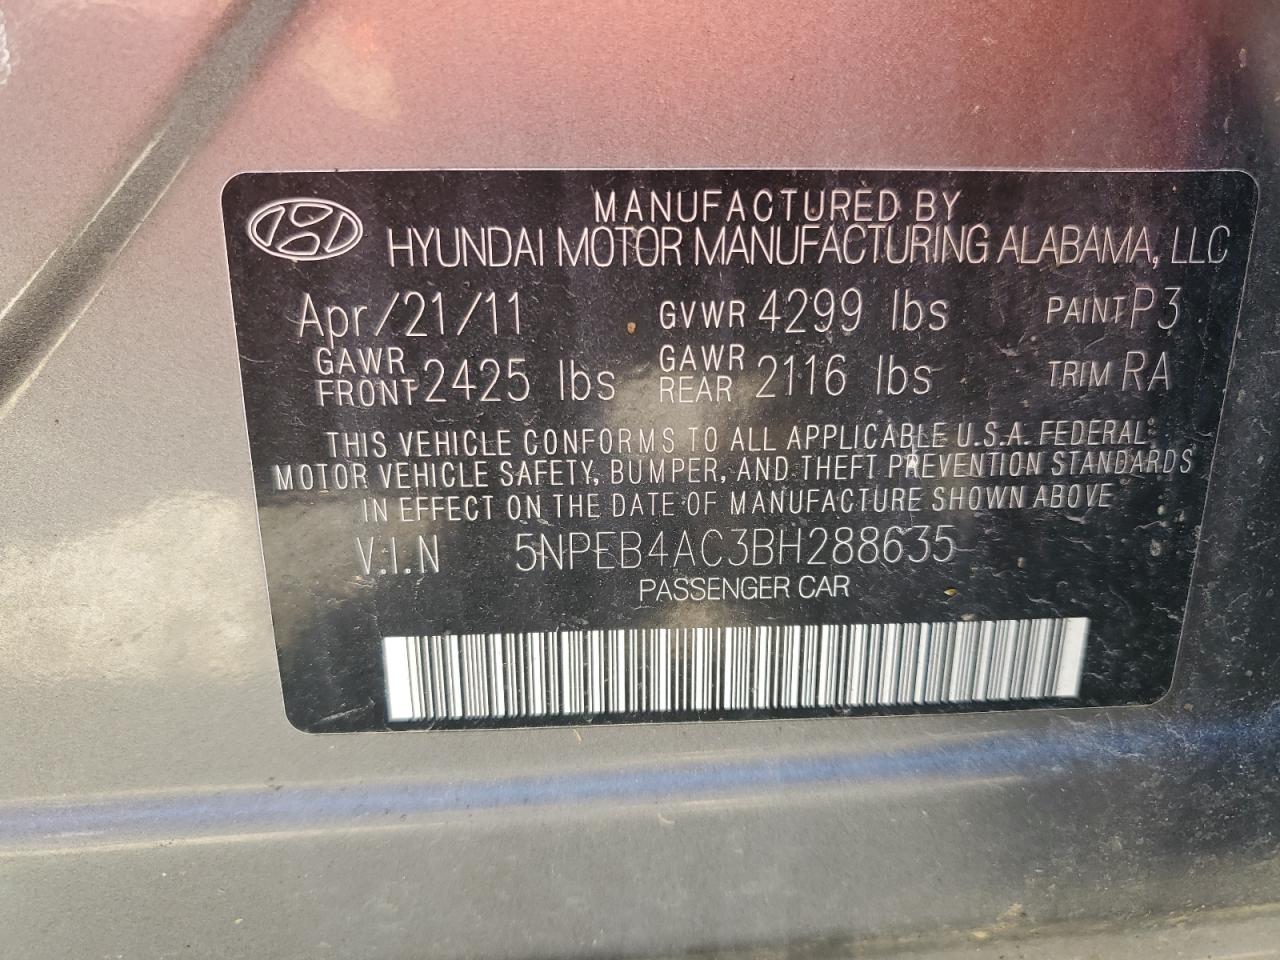 MANUFACTURED BY
HYUNDAI MOTOR MANUFACTURING ALABAMA, LLC
Apr/21/11 GVWR 4299 lbs PAINT P3
GAWR FRONT 2425 lbs GAWR REAR 2116 lbs TRIM RA
THIS VEHICLE CONFORMS TO ALL APPLICABLE U.S.A. FEDERAL
MOTOR VEHICLE SAFETY, BUMPER, AND THEFT PREVENTION STANDARDS
IN EFFECT ON THE DATE OF MANUFACTURE SHOWN ABOVE
V.I.N 5NPEB4AC3BH288635
PASSENGER CAR